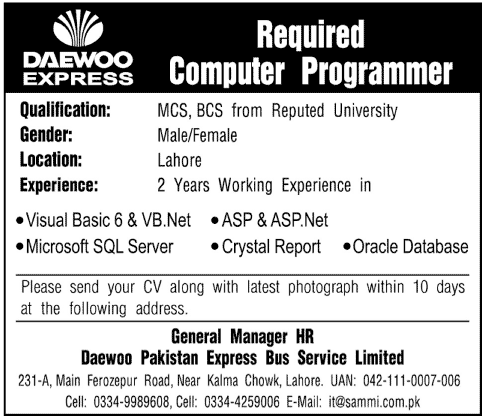 DAEWOO
EXPRESS
Required
Computer Programmer
Qualification: MCS, BCS from Reputed University
Gender: Male/Female
Location: Lahore
Experience: 2 Years Working Experience in
• Visual Basic 6 & VB.Net • ASP & ASP.Net
• Microsoft SQL Server • Crystal Report • Oracle Database
Please send your CV along with latest photograph within 10 days
at the following address.
General Manager HR
Daewoo Pakistan Express Bus Service Limited
231-A, Main Ferozepur Road, Near Kalma Chowk, Lahore. UAN: 042-111-0007-006
Cell: 0334-9989608, Cell: 0334-4259006 E-Mail: it@sammi.com.pk